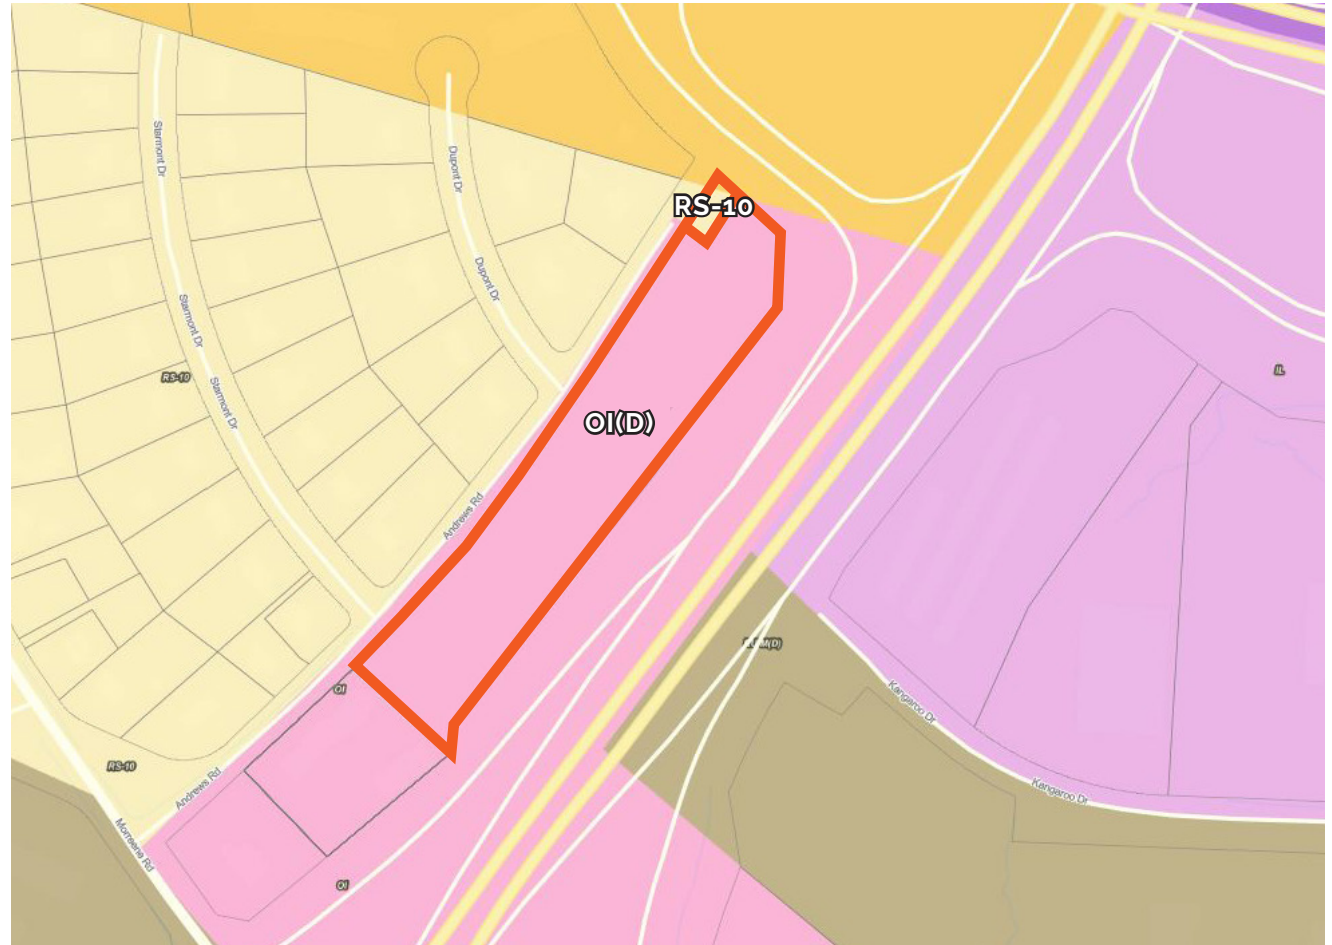 Starmont Dr
Dupont Dr
RS-10
Dupont Dr
Starmont Dr
RS-10
Starmont Dr
IL
OI(D)
Andrews Rd
OI
Kangaroo Dr
RS-10
Andrews Rd
Kangaroo Dr
Morreene Rd
OI